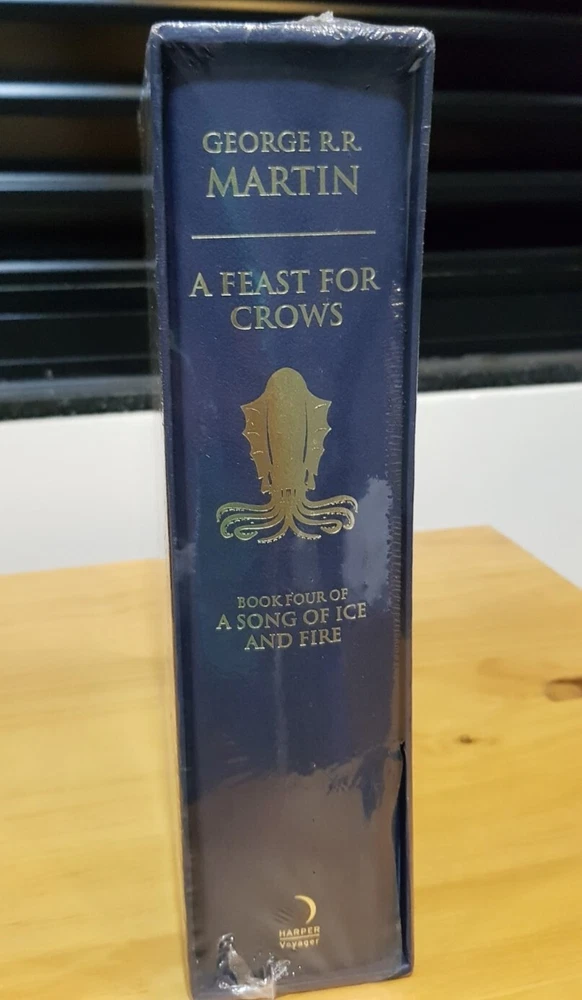 GEORGE R.R.
MARTIN
A FEAST FOR
CROWS
BOOK FOUR OF
A SONG OF ICE
AND FIRE
HARPER
Voyager